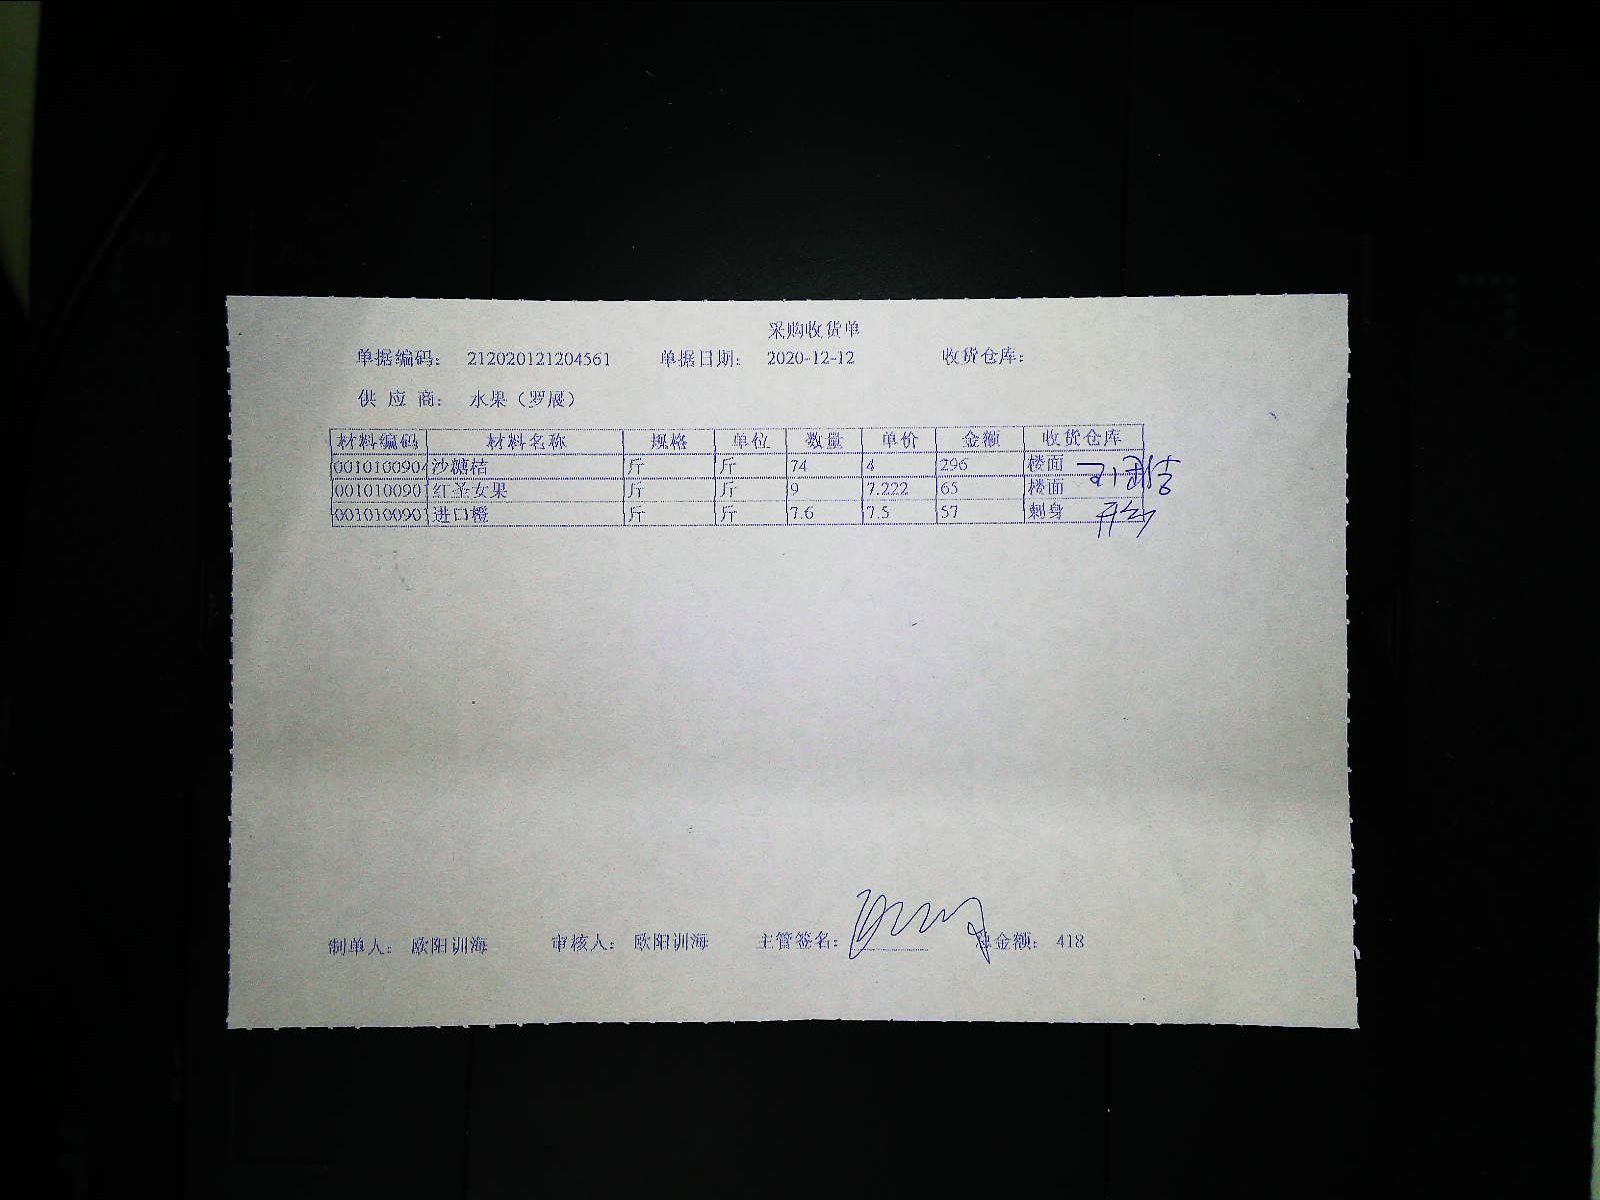 采购收货单
单据编码： 212020121204561 单据日期： 2020-12-12 收货仓库：
供 应 商： 水果（罗展）
材料编码 材料名称 规格 单位 数量 单价 金额 收货仓库
0010100904 沙糖桔 斤 斤 74 4 296 楼面
001010090 红圣女果 斤 斤 9 7.222 65 楼面
001010090 进口橙 斤 斤 7.6 7.5 57 刺身
制单人： 欧阳训海 审核人： 欧阳训海 主管签名： 总金额： 418